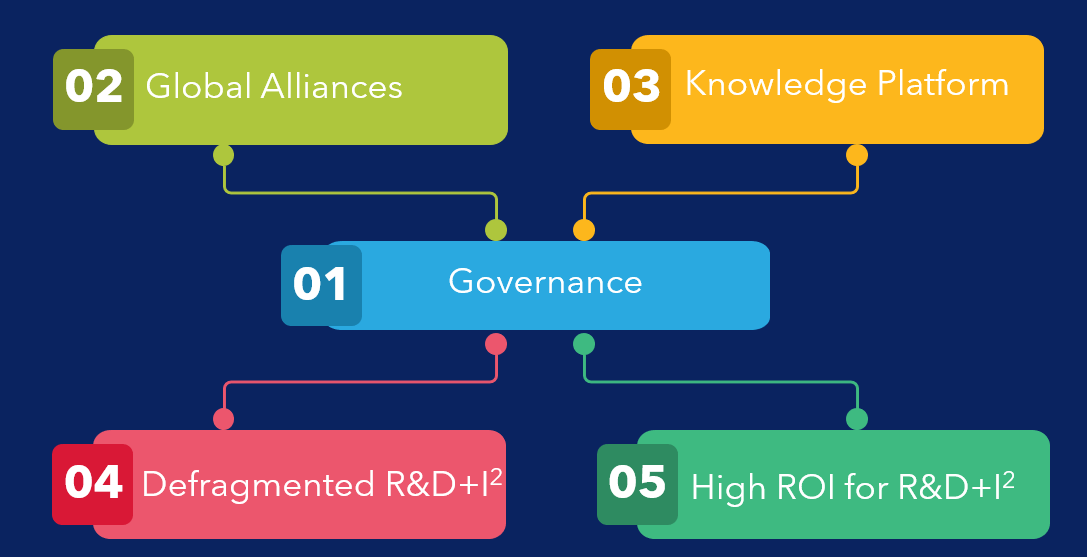 02 Global Alliances
03 Knowledge Platform
01 Governance
04 Defragmented R&D+I²
05 High ROI for R&D+I²